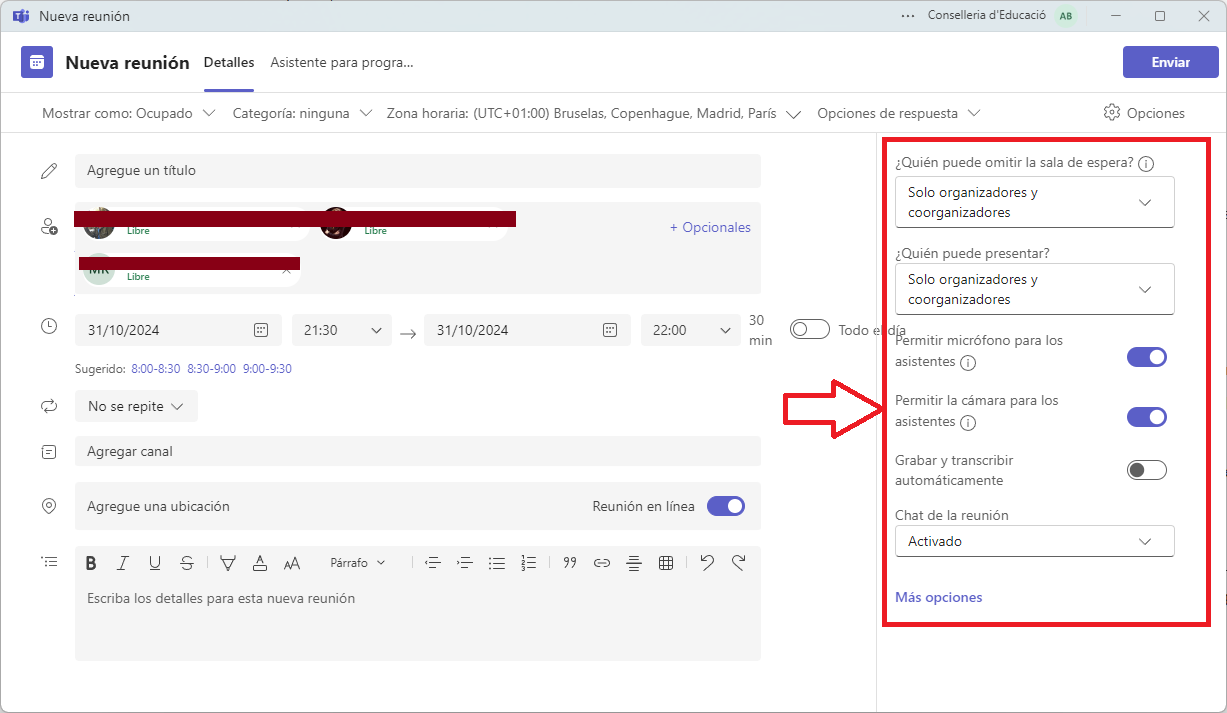 Nueva reunión
Conselleria d'Educació AB
Nueva reunión Detalles Asistente para progra...
Enviar
Mostrar como: Ocupado Categoría: ninguna Zona horaria: (UTC+01:00) Bruselas, Copenhague, Madrid, París Opciones de respuesta Opciones
Agregue un título
Libre Libre
+ Opcionales
Libre
31/10/2024 21:30 31/10/2024 22:00 30 min Todo el día
Sugerido: 8:00-8:30 8:30-9:00 9:00-9:30
No se repite
Agregar canal
Agregue una ubicación Reunión en línea
B I U S A AA Párrafo
Escriba los detalles para esta nueva reunión
¿Quién puede omitir la sala de espera?
Solo organizadores y
coorganizadores
¿Quién puede presentar?
Solo organizadores y
coorganizadores
Permitir micrófono para los
asistentes
Permitir la cámara para los
asistentes
Grabar y transcribir
automáticamente
Chat de la reunión
Activado
Más opciones